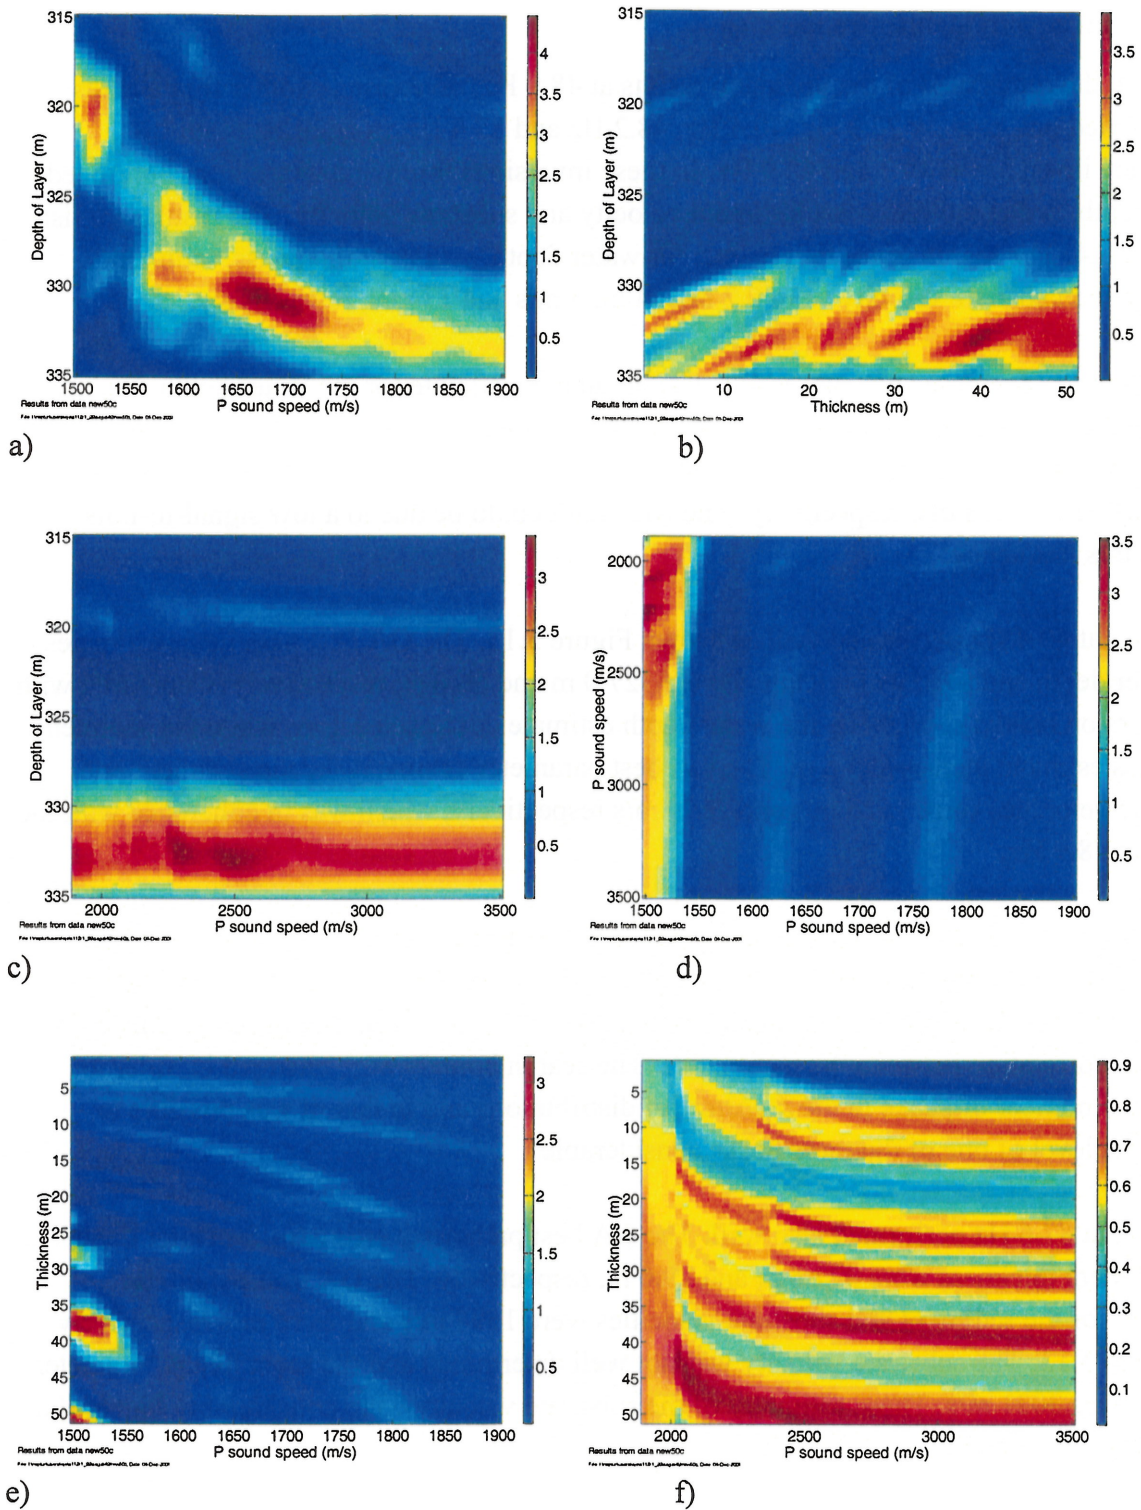 315
320
325
330
335
Depth of Layer (m)
1500 1550 1600 1650 1700 1750 1800 1850 1900
P sound speed (m/s)
4
3.5
3
2.5
2
1.5
1
0.5
Results from data new50c
a)
315
320
325
330
335
Depth of Layer (m)
10 20 30 40 50
Thickness (m)
3.5
3
2.5
2
1.5
1
0.5
Results from data new50c
b)
315
320
325
330
335
Depth of Layer (m)
2000 2500 3000 3500
P sound speed (m/s)
3
2.5
2
1.5
1
0.5
Results from data new50c
c)
2000
2500
3000
3500
P sound speed (m/s)
1500 1550 1600 1650 1700 1750 1800 1850 1900
P sound speed (m/s)
3.5
3
2.5
2
1.5
1
0.5
Results from data new50c
d)
5
10
15
20
25
30
35
40
45
50
Thickness (m)
1500 1550 1600 1650 1700 1750 1800 1850 1900
P sound speed (m/s)
3
2.5
2
1.5
1
0.5
Results from data new50c
e)
5
10
15
20
25
30
35
40
45
50
Thickness (m)
2000 2500 3000 3500
P sound speed (m/s)
0.9
0.8
0.7
0.6
0.5
0.4
0.3
0.2
0.1
Results from data new50c
f)